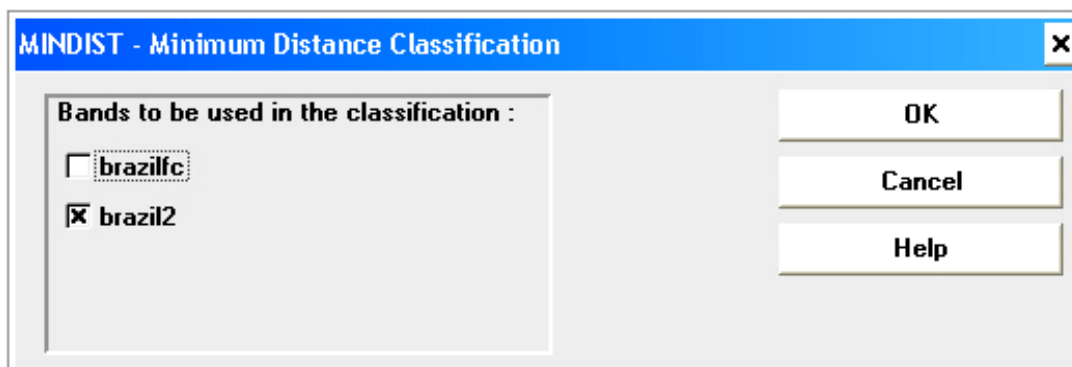 MINDIST - Minimum Distance Classification
Bands to be used in the classification :
brazilfc
brazil2
OK
Cancel
Help